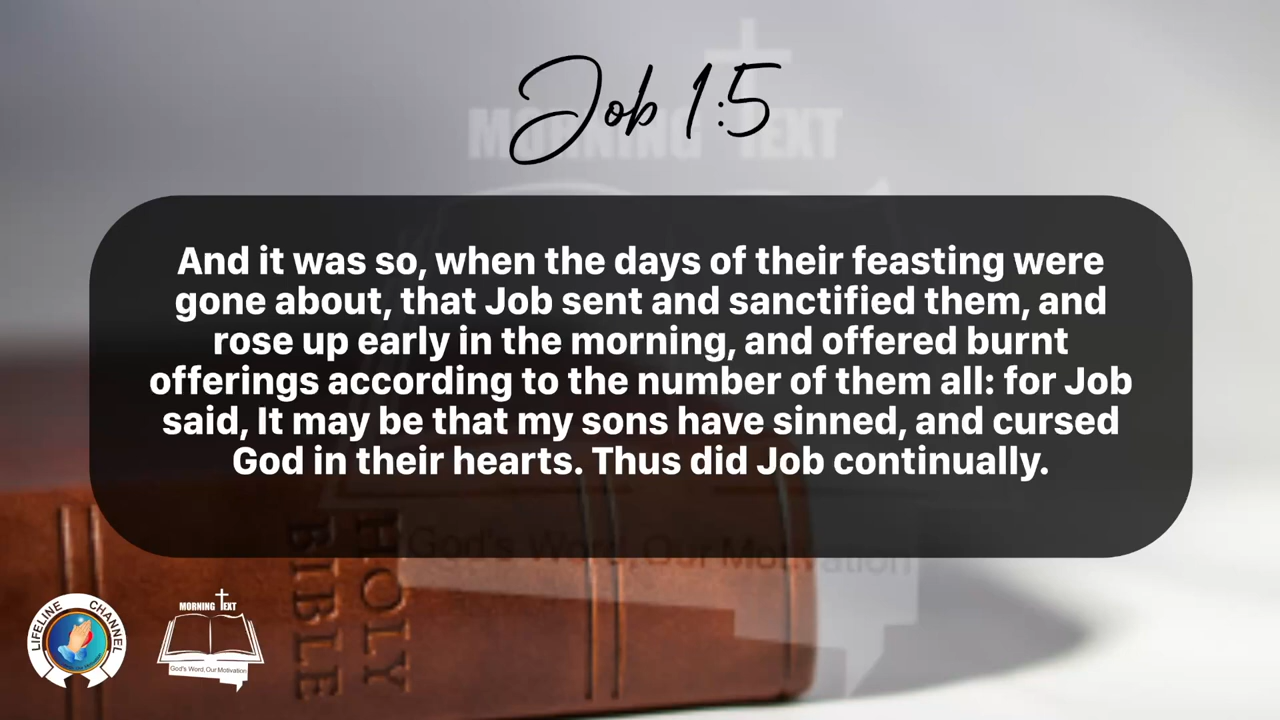 Job 1:5
MORNING TEXT
And it was so, when the days of their feasting were
gone about, that Job sent and sanctified them, and
rose up early in the morning, and offered burnt
offerings according to the number of them all: for Job
said, It may be that my sons have sinned, and cursed
God in their hearts. Thus did Job continually.
God's Word, Our Motivation
HOLY
BIBLE
LIFELINE CHANNEL
MORNING TEXT
God's Word, Our Motivation